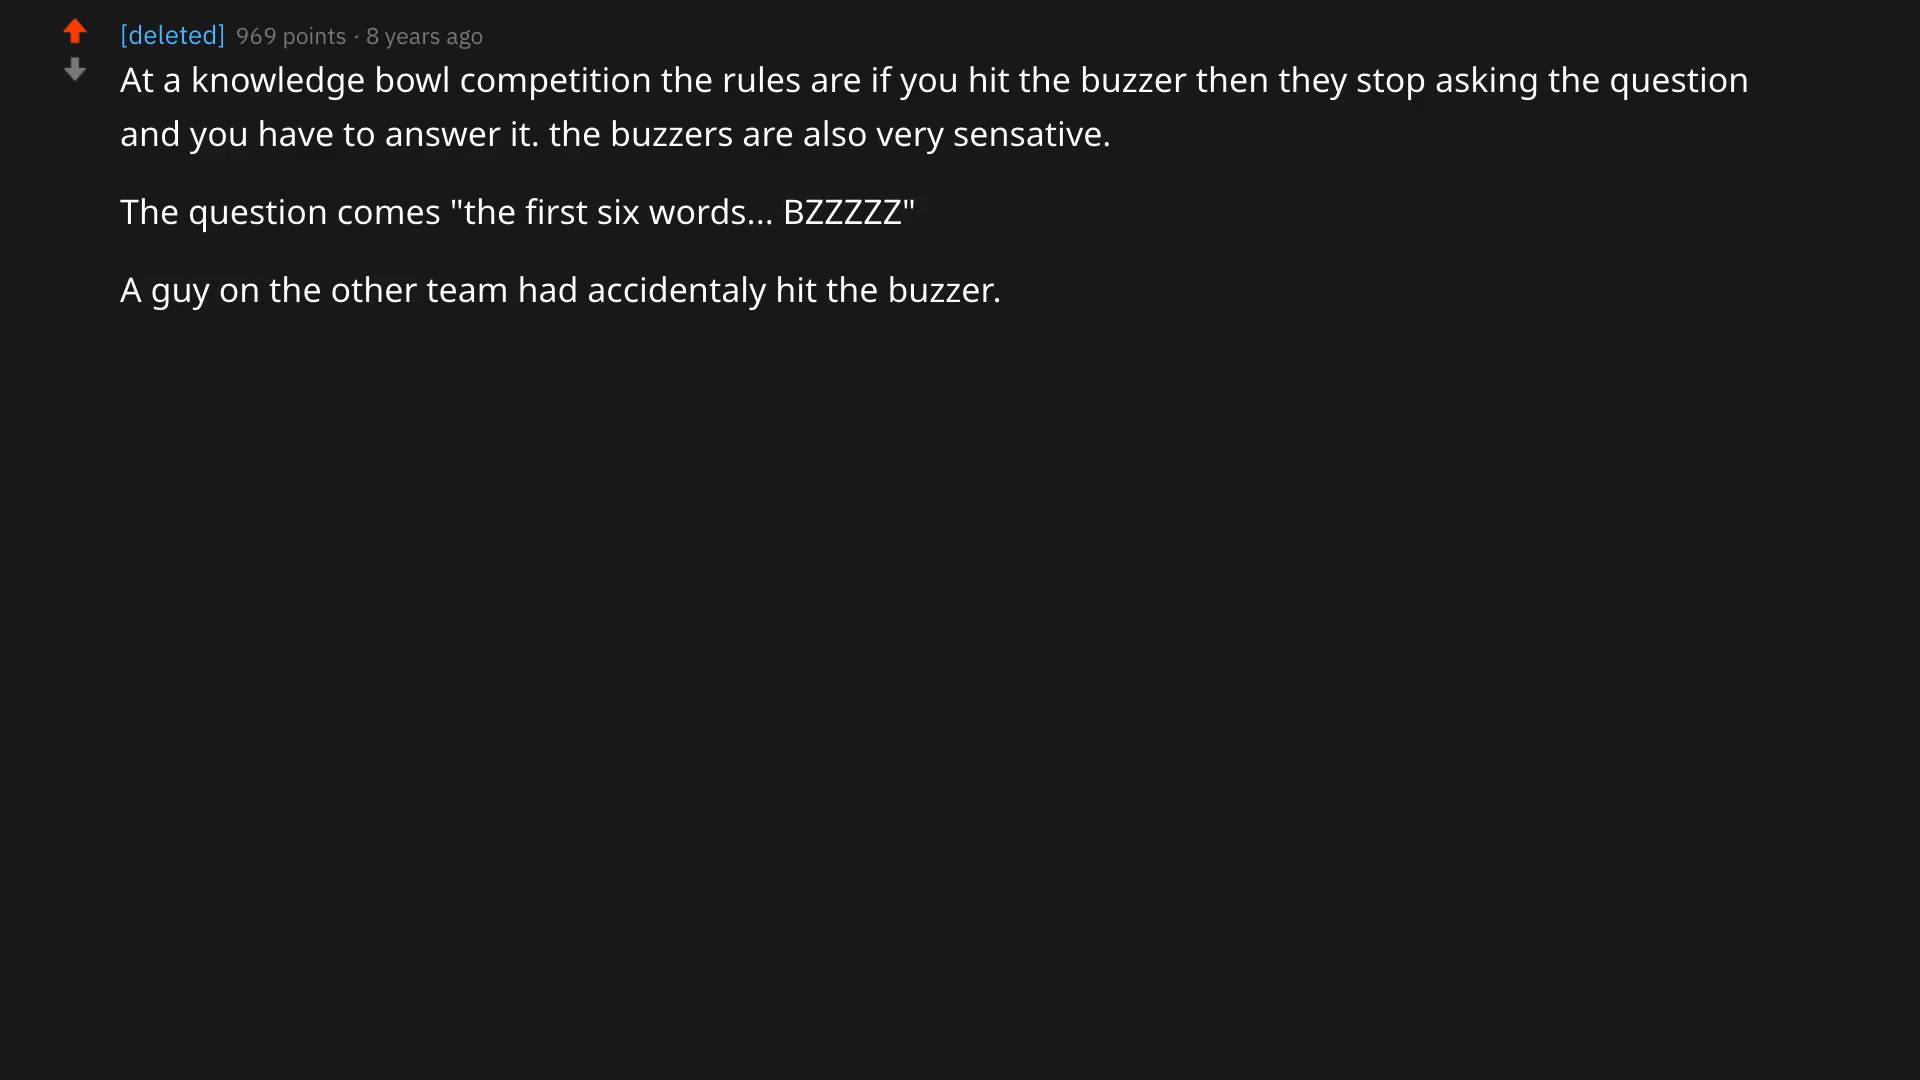 [deleted] 969 points · 8 years ago
At a knowledge bowl competition the rules are if you hit the buzzer then they stop asking the question
and you have to answer it. the buzzers are also very sensative.
The question comes "the first six words... BZZZZZ"
A guy on the other team had accidentaly hit the buzzer.